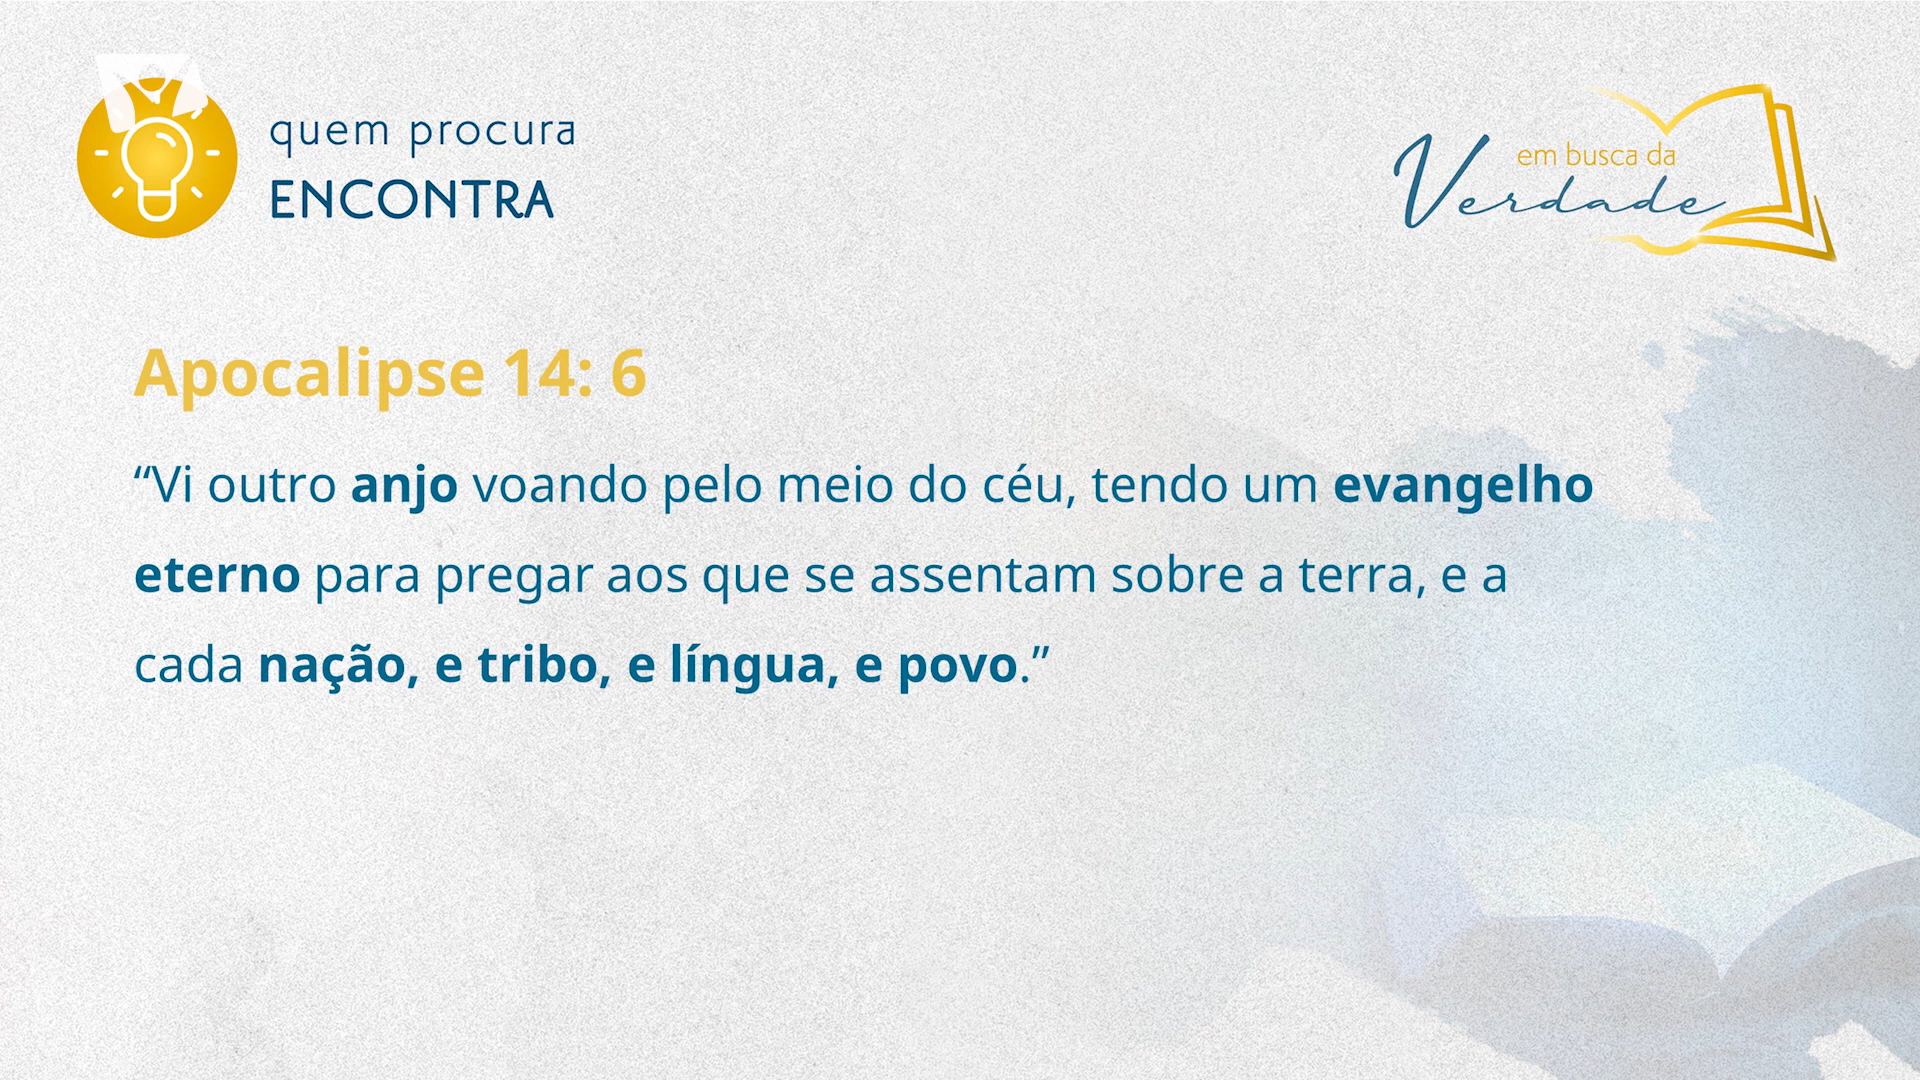 quem procura
ENCONTRA
em busca da
Verdade
Apocalipse 14: 6
“Vi outro anjo voando pelo meio do céu, tendo um evangelho
eterno para pregar aos que se assentam sobre a terra, e a
cada nação, e tribo, e língua, e povo.”